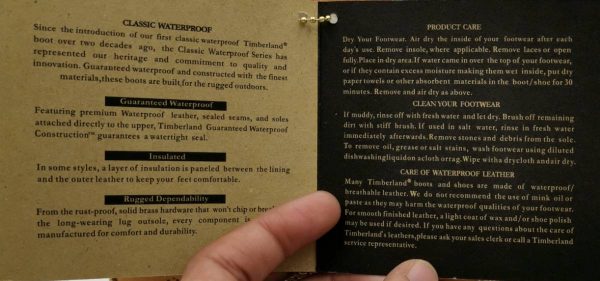 CLASSIC WATERPROOF
Since the introduction of our first classic waterproof Timberland®
boot over two decades ago, the Classic Waterproof Series has
represented our heritage and commitment to quality and
innovation. Guaranteed waterproof and constructed with the finest
materials,these boots are built,for the rugged outdoors.
Guaranteed Waterproof
Featuring premium Waterproof leather, sealed seams, and soles
attached directly to the upper, Timberland Guaranteed Waterproof
Construction™ guarantees a watertight seal.
Insulated
In some styles, a layer of insulation is paneled between the lining
and the outer leather to keep your feet comfortable.
Rugged Dependability
From the rust-proof, solid brass hardware that won't chip or
the long-wearing lug outsole, every component is
manufactured for comfort and durability.
PRODUCT CARE
Dry Your Footwear. Air dry the inside of your footwear after each
day's use. Remove insole, where applicable. Remove laces or open
fully.Place in dry area.If water came in over the top of your footwear,
or if they contain excess moisture making them wet inside, put dry
paper towels or other absorbent materials in the boot/shoe for 30
minutes. Remove and air dry as above.
CLEAN YOUR FOOTWEAR
If muddy, rinse off with fresh water and let dry. Brush off remaining
dirt with stiff brush. If used in salt water, rinse in fresh water
immediately afterwards. Remove stones and debris from the sole.
To remove oil, grease or salt stains, wash footwear using diluted
dishwashingliquidon acloth orrag.Wipe witha drycloth andair dry.
CARE OF WATERPROOF LEATHER
Many Timberland® boots and shoes are made of waterproof/
breathable leather. We do not recommend the use of mink oil or
paste as they may harm the waterproof qualities of your footwear.
For smooth finished leather, a light coat of wax and/or shoe polish
may be used if desired. If you have any questions about the care of
Timberland's leathers,please ask your sales clerk or call a Timberland
service representative.